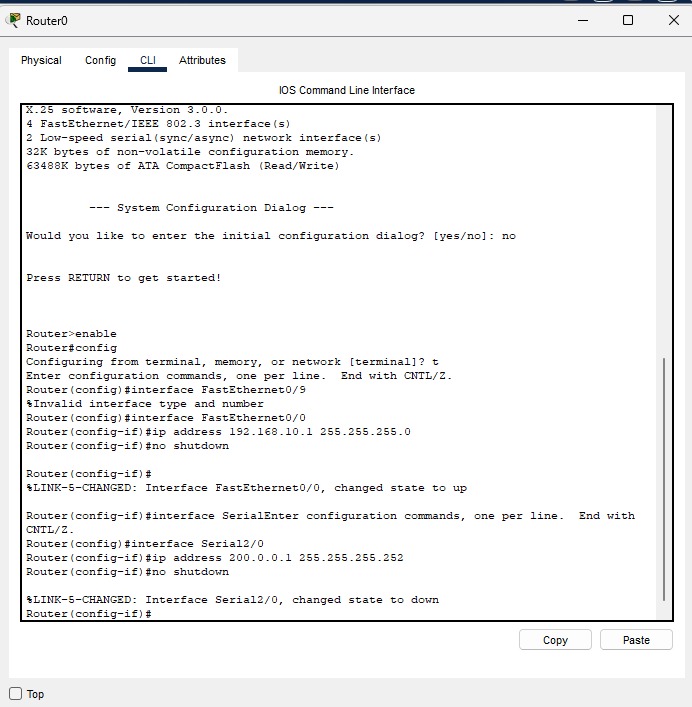 Router0
Physical Config CLI Attributes
IOS Command Line Interface
X.25 software, Version 3.0.0.
4 FastEthernet/IEEE 802.3 interface(s)
2 Low-speed serial(sync/async) network interface(s)
32K bytes of non-volatile configuration memory.
63488K bytes of ATA CompactFlash (Read/Write)
--- System Configuration Dialog ---
Would you like to enter the initial configuration dialog? [yes/no]: no
Press RETURN to get started!
Router>enable
Router#config
Configuring from terminal, memory, or network [terminal]? t
Enter configuration commands, one per line.  End with CNTL/Z.
Router(config)#interface FastEthernet0/9
%Invalid interface type and number
Router(config)#interface FastEthernet0/0
Router(config-if)#ip address 192.168.10.1 255.255.255.0
Router(config-if)#no shutdown
Router(config-if)#
%LINK-5-CHANGED: Interface FastEthernet0/0, changed state to up
Router(config-if)#interface SerialEnter configuration commands, one per line.  End with
CNTL/Z.
Router(config)#interface Serial2/0
Router(config-if)#ip address 200.0.0.1 255.255.255.252
Router(config-if)#no shutdown
%LINK-5-CHANGED: Interface Serial2/0, changed state to down
Router(config-if)#
Copy Paste
Top